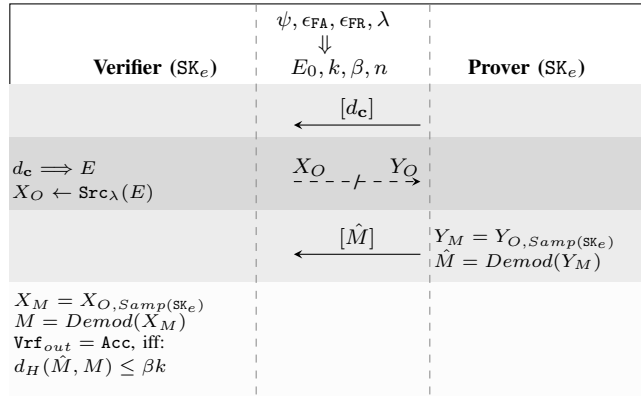 ψ, ϵ_FA, ϵ_FR, λ
⇓
Verifier (SK_e) E_0, k, β, n Prover (SK_e)
[d_c]
d_c ⟹ E
X_O ← Src_λ(E)
X_O Y_O
[M̂]
Y_M = Y_{O,Samp(SK_e)}
M̂ = Demod(Y_M)
X_M = X_{O,Samp(SK_e)}
M = Demod(X_M)
Vrf_out = Acc, iff:
d_H(M̂, M) ≤ βk